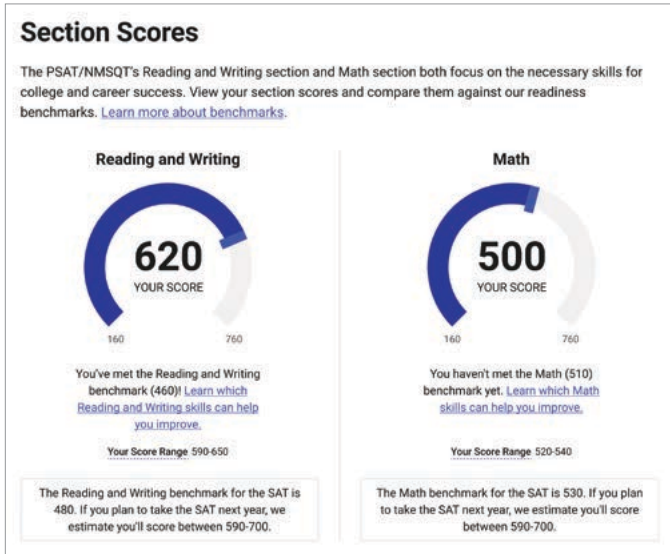 Section Scores
The PSAT/NMSQT's Reading and Writing section and Math section both focus on the necessary skills for
college and career success. View your section scores and compare them against our readiness
benchmarks. Learn more about benchmarks.
Reading and Writing
620
YOUR SCORE
160
760
You've met the Reading and Writing
benchmark (460)! Learn which
Reading and Writing skills can help
you improve.
Your Score Range 590-650
The Reading and Writing benchmark for the SAT is
480. If you plan to take the SAT next year, we
estimate you'll score between 590-700.
Math
500
YOUR SCORE
160
760
You haven't met the Math (510)
benchmark yet. Learn which Math
skills can help you improve.
Your Score Range 520-540
The Math benchmark for the SAT is 530. If you plan
to take the SAT next year, we estimate you'll score
between 590-700.